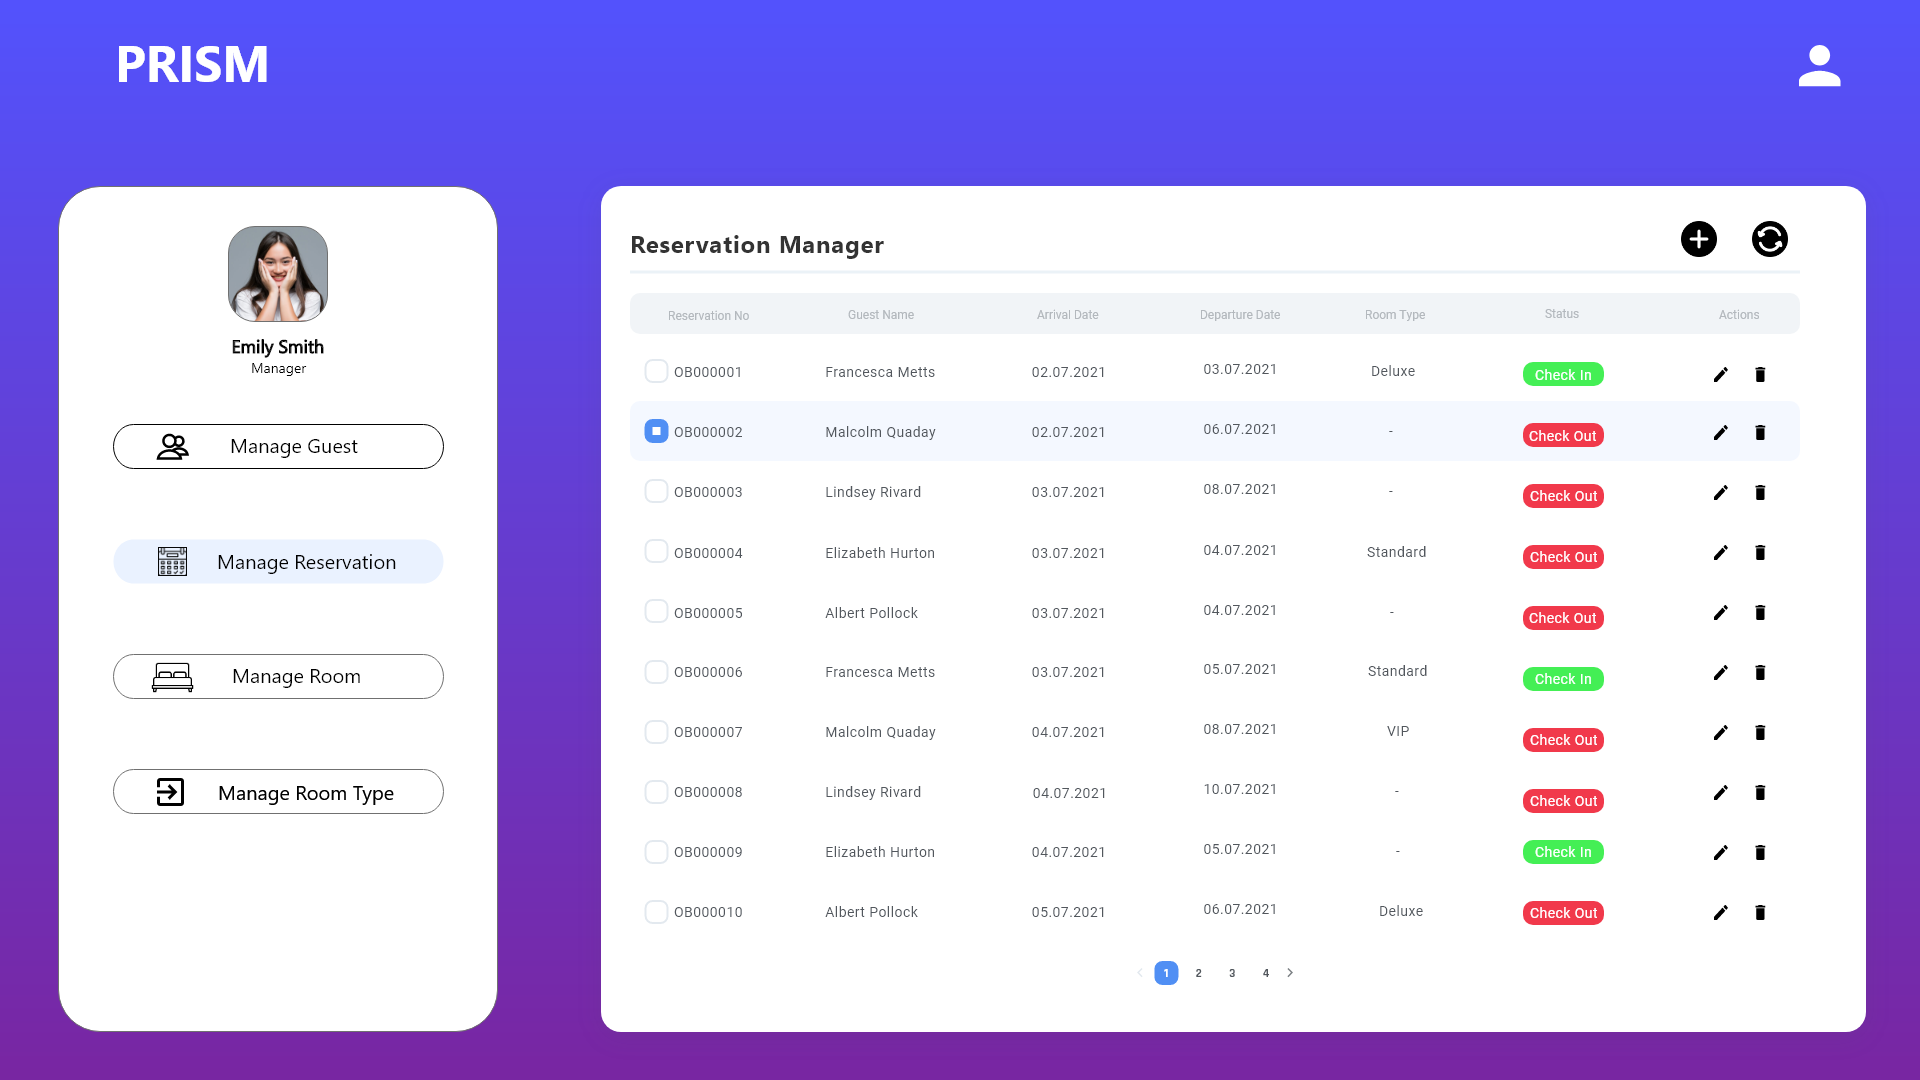 PRISM
Emily Smith
Manager
Manage Guest
Manage Reservation
Manage Room
Manage Room Type
Reservation Manager
Reservation No Guest Name Arrival Date Departure Date Room Type Status Actions
OB000001 Francesca Metts 02.07.2021 03.07.2021 Deluxe Check In
OB000002 Malcolm Quaday 02.07.2021 06.07.2021 - Check Out
OB000003 Lindsey Rivard 03.07.2021 08.07.2021 - Check Out
OB000004 Elizabeth Hurton 03.07.2021 04.07.2021 Standard Check Out
OB000005 Albert Pollock 03.07.2021 04.07.2021 - Check Out
OB000006 Francesca Metts 03.07.2021 05.07.2021 Standard Check In
OB000007 Malcolm Quaday 04.07.2021 08.07.2021 VIP Check Out
OB000008 Lindsey Rivard 04.07.2021 10.07.2021 - Check Out
OB000009 Elizabeth Hurton 04.07.2021 05.07.2021 - Check In
OB000010 Albert Pollock 05.07.2021 06.07.2021 Deluxe Check Out
1 2 3 4